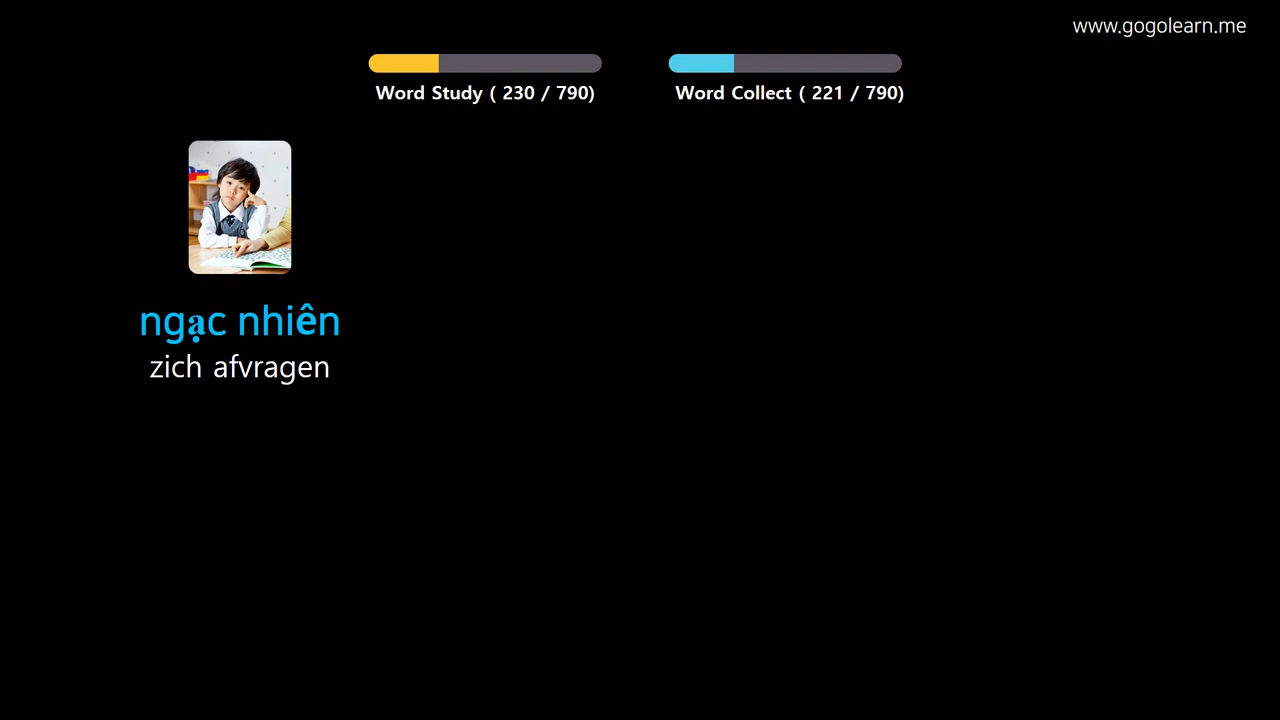 www.gogolearn.me
Word Study ( 230 / 790)
Word Collect ( 221 / 790)
ngạc nhiên
zich afvragen